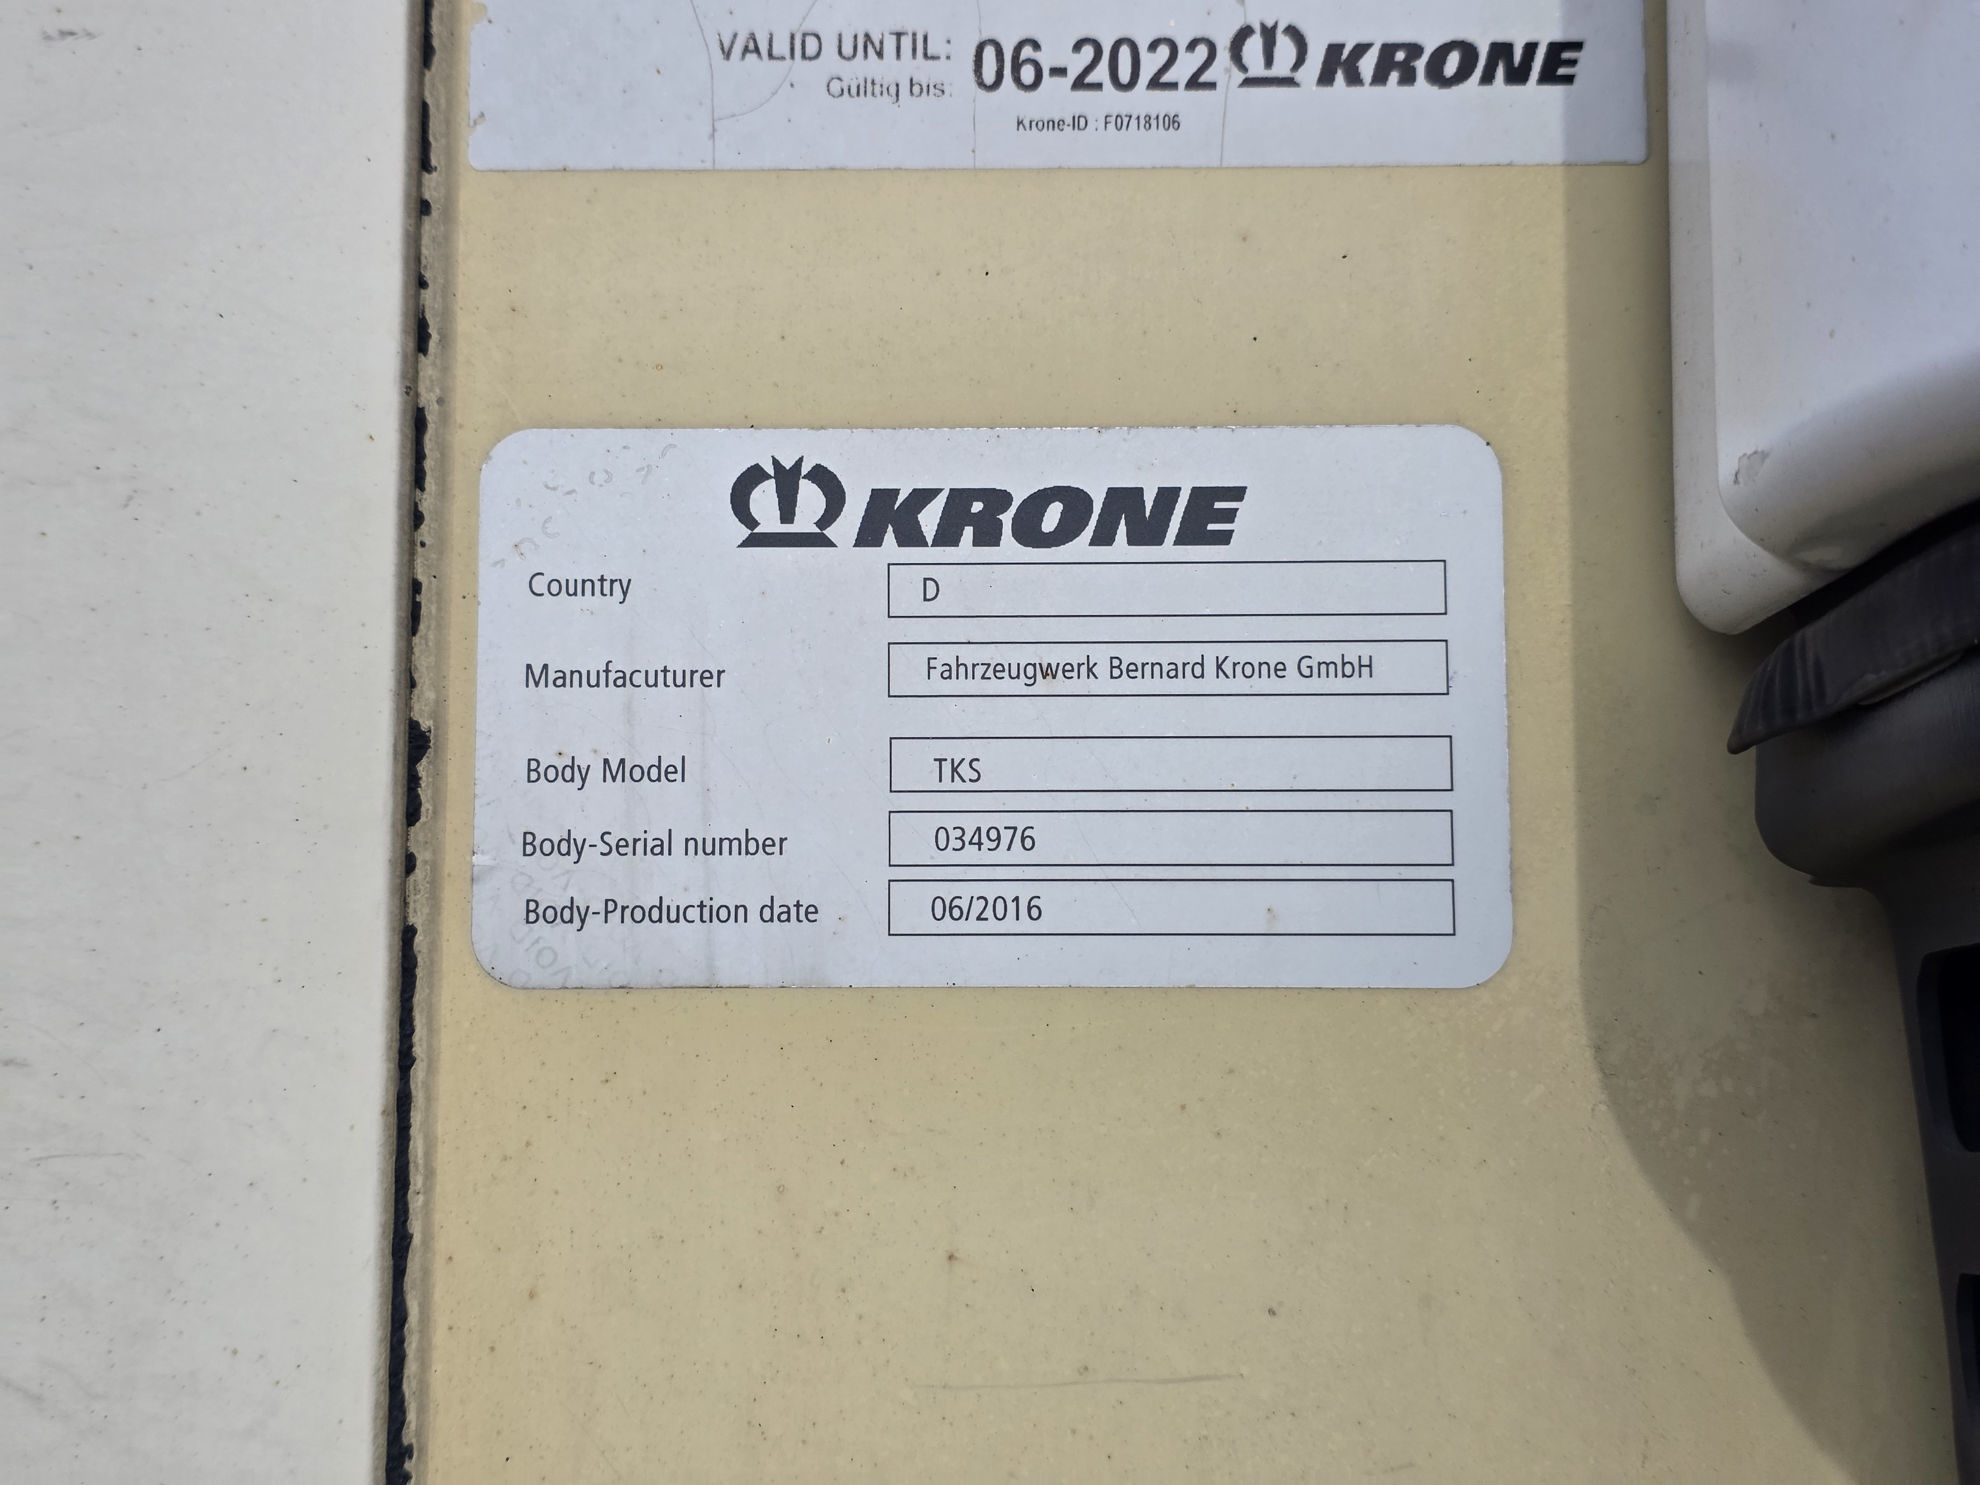 VALID UNTIL: 06-2022 KRONE
Gültig bis:
Krone-ID : F0718106
KRONE
Country D
Manufacuturer Fahrzeugwerk Bernard Krone GmbH
Body Model TKS
Body-Serial number 034976
Body-Production date 06/2016